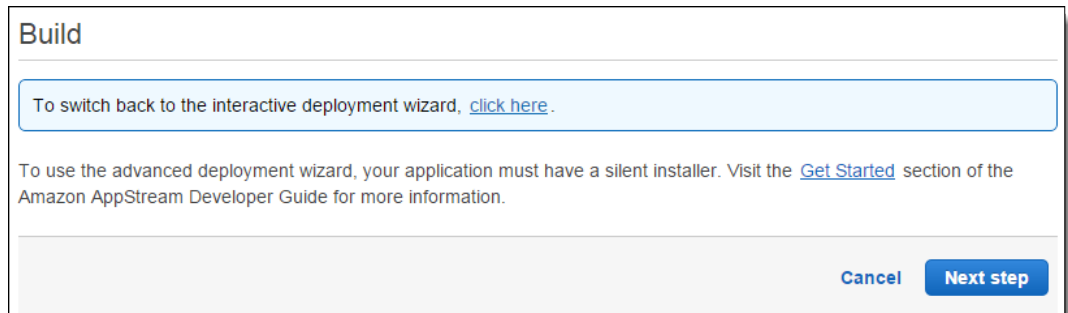 Build
To switch back to the interactive deployment wizard, click here.
To use the advanced deployment wizard, your application must have a silent installer. Visit the Get Started section of the
Amazon AppStream Developer Guide for more information.
Cancel Next step